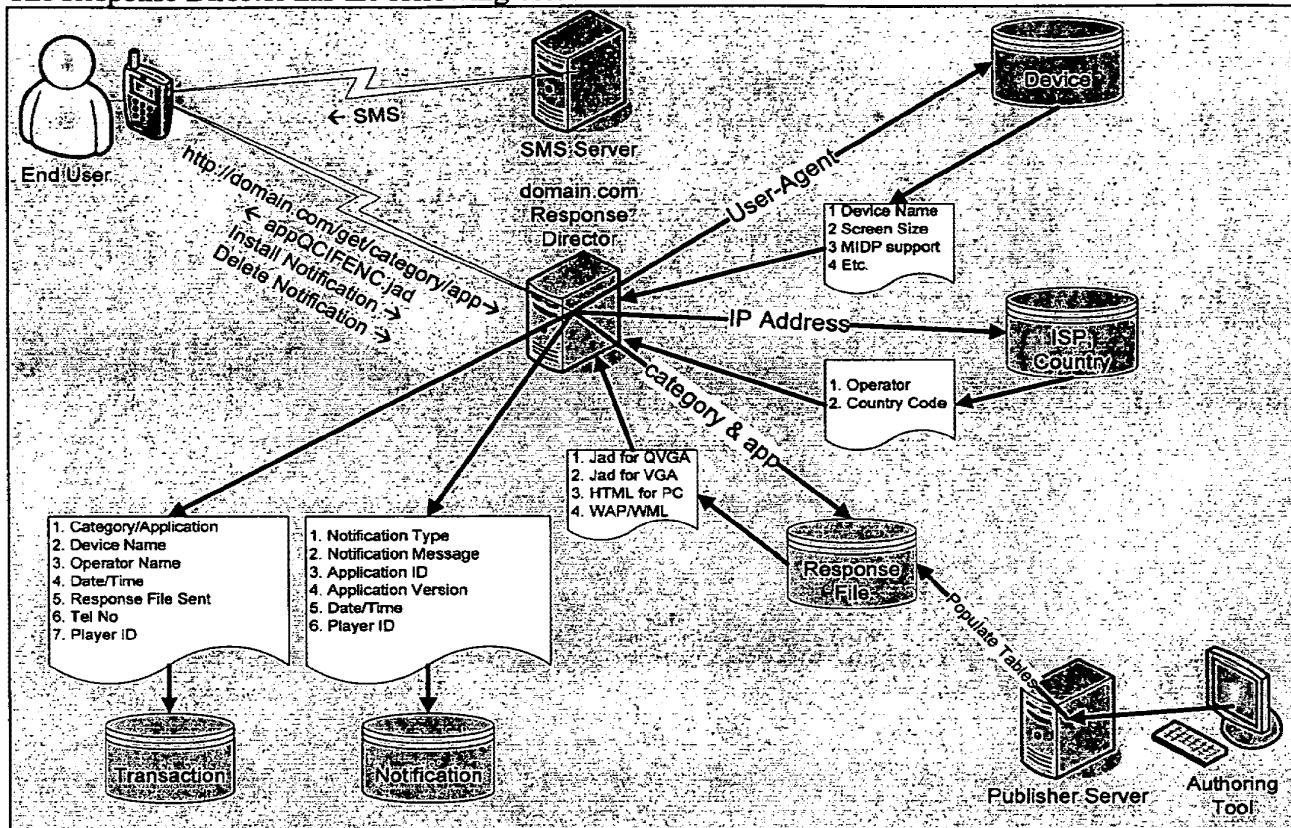 End User
← SMS
SMS Server
domain.com
Response
Director
http://domain.com/get/category/app→
← appQCIFENC.jad
Install Notification →
Delete Notification →
User-Agent
Device
1 Device Name
2 Screen Size
3 MIDP support
4 Etc.
IP Address
ISP:
Country
1. Operator
2. Country Code
category & app
1. Jad for QVGA
2. Jad for VGA
3. HTML for PC
4. WAP/WML
Response
File
Populate Tables
Publisher Server
Authoring
Tool
1. Category/Application
2. Device Name
3. Operator Name
4. Date/Time
5. Response File Sent
6. Tel No
7. Player ID
Transaction
1. Notification Type
2. Notification Message
3. Application ID
4. Application Version
5. Date/Time
6. Player ID
Notification